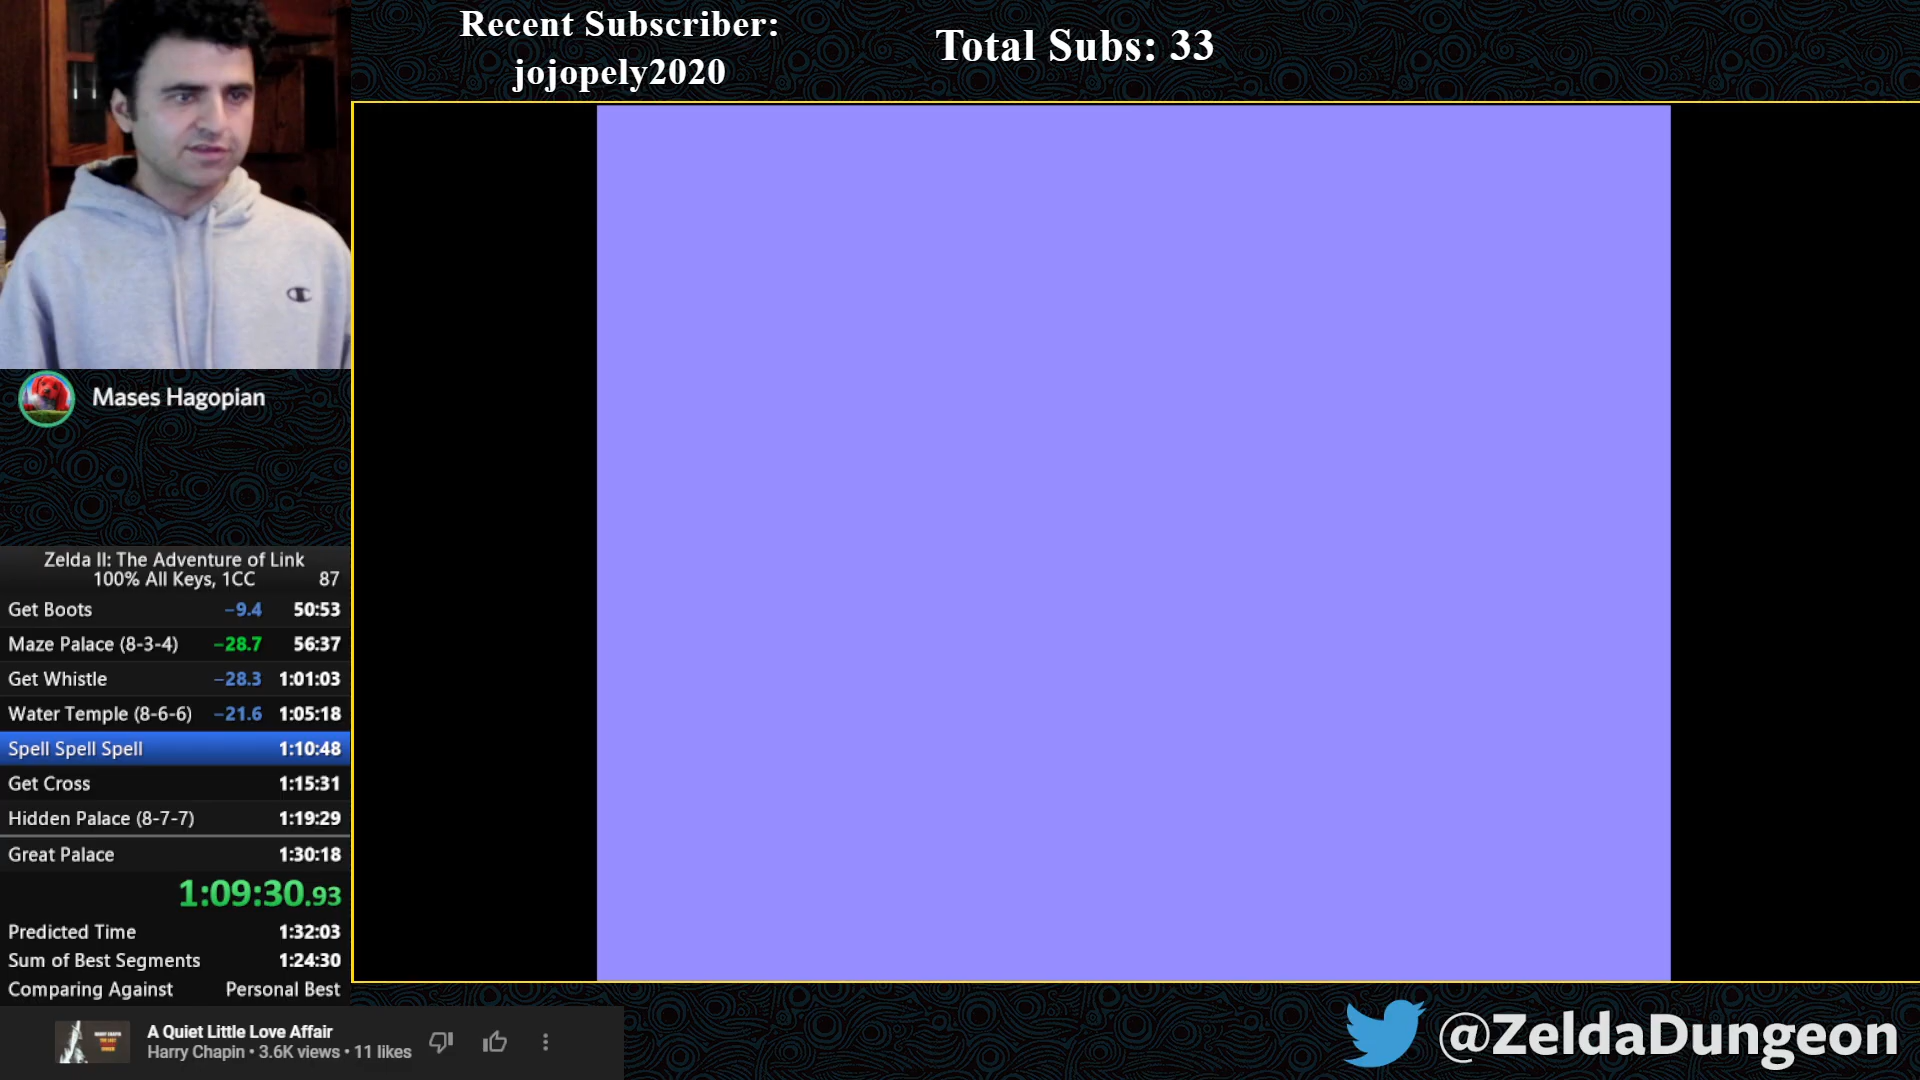 Recent Subscriber:
jojopely2020
Total Subs: 33
Mases Hagopian
Zelda II: The Adventure of Link
100% All Keys, 1CC 87
Get Boots −9.4 50:53
Maze Palace (8-3-4) −28.7 56:37
Get Whistle −28.3 1:01:03
Water Temple (8-6-6) −21.6 1:05:18
Spell Spell Spell 1:10:48
Get Cross 1:15:31
Hidden Palace (8-7-7) 1:19:29
Great Palace 1:30:18
1:09:30.93
Predicted Time 1:32:03
Sum of Best Segments 1:24:30
Comparing Against Personal Best
A Quiet Little Love Affair
Harry Chapin • 3.6K views • 11 likes
@ZeldaDungeon